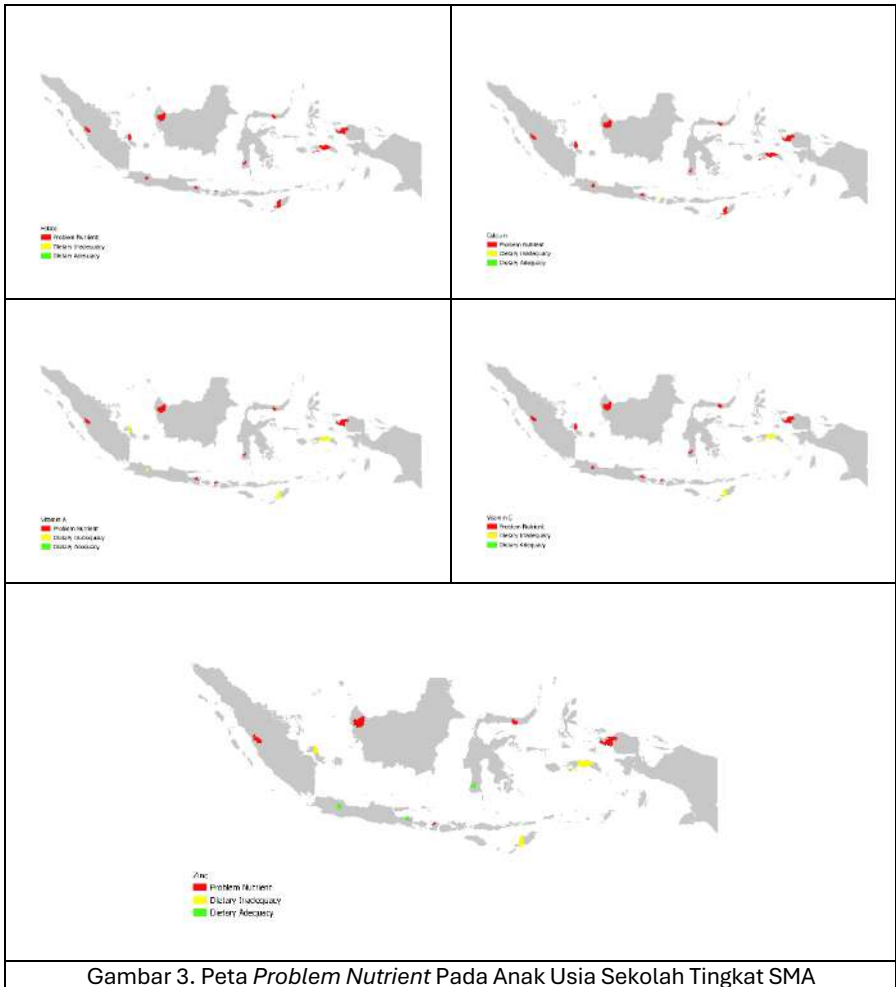 Folate
Problem Nutrient
Dietary Inadequacy
Dietary Adequacy
Calcium
Problem Nutrient
Dietary Inadequacy
Dietary Adequacy
Vitamin A
Problem Nutrient
Dietary Inadequacy
Dietary Adequacy
Vitamin
Problem Nutrient
Dietary Inadequacy
Dietary Adequacy
Zinc
Problem Nutrient
Dietary Inadequacy
Dietary Adequacy
Gambar 3. Peta Problem Nutrient Pada Anak Usia Sekolah Tingkat SMA